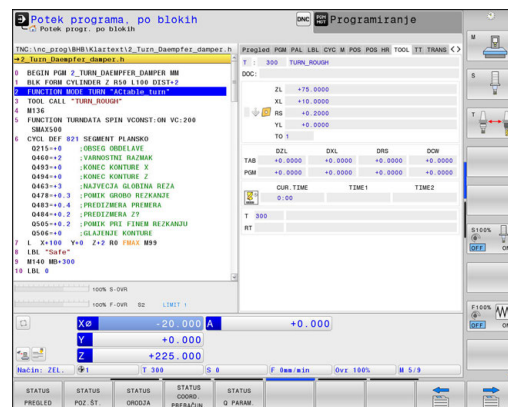 Potek programa, po blokih
Potek progr. po blokih
DNC
Programiranje
TNC:\nc_prog\BHB\Klartext\2_Turn_Daempfer_damper.h
→2_Turn_Daempfer_damper.h
0 BEGIN PGM 2_TURN_DAEMPFER_DAMPER MM
1 BLK FORM CYLINDER Z R50 L100 DIST+2
2 FUNCTION MODE TURN "ACtable_turn"
3 TOOL CALL "TURN_ROUGH"
4 M136
5 FUNCTION TURNDATA SPIN VCONST:ON VC:200
SMAX500
6 CYCL DEF 821 SEGMENT PLANSKO
Q215=+0 ;OBSEG OBDELAVE
Q460=+2 ;VARNOSTNI RAZMAK
Q493=+0 ;KONEC KONTURE X
Q494=+0 ;KONEC KONTURE Z
Q463=+3 ;NAJVECJA GLOBINA REZA
Q478=+0.3 ;POMIK GROBO REZKANJE
Q483=+0.4 ;PREDIZMERA PREMERA
Q484=+0.2 ;PREDIZMERA Z?
Q505=+0.2 ;POMIK PRI FINEM REZKANJU
Q506=+0 ;GLAJENJE KONTURE
7 L X+100 Y+0 Z+2 R0 FMAX M99
8 LBL "Safe"
9 M140 MB+300
10 LBL 0
100% S-OVR
100% F-OVR S2 LIMIT 1
Pregled PGM PAL LBL CYC M POS POS HR TOOL TT TRANS
T : 300 TURN_ROUGH
DOC:
ZL +75.0000
XL +10.0000
RS +0.2000
YL +0.0000
TO 1
DZL DXL DRS DCW
TAB +0.0000 +0.0000 +0.0000 +0.0000
PGM +0.0000 +0.0000 +0.0000 +0.0000
CUR.TIME TIME1 TIME2
0:00
T 300
RT
XØ -20.000 A +0.000
Y +0.000
Z +225.000
Način: ŽEL. 1 T 300 S 0 F 0mm/min Ovr 100% M 5/9
STATUS PREGLED
STATUS POZ.ŠT.
STATUS ORODJA
STATUS COORD. PRERAČUN.
STATUS Q PARAM.
M
S
T
S100%
OFF
F100%
OFF